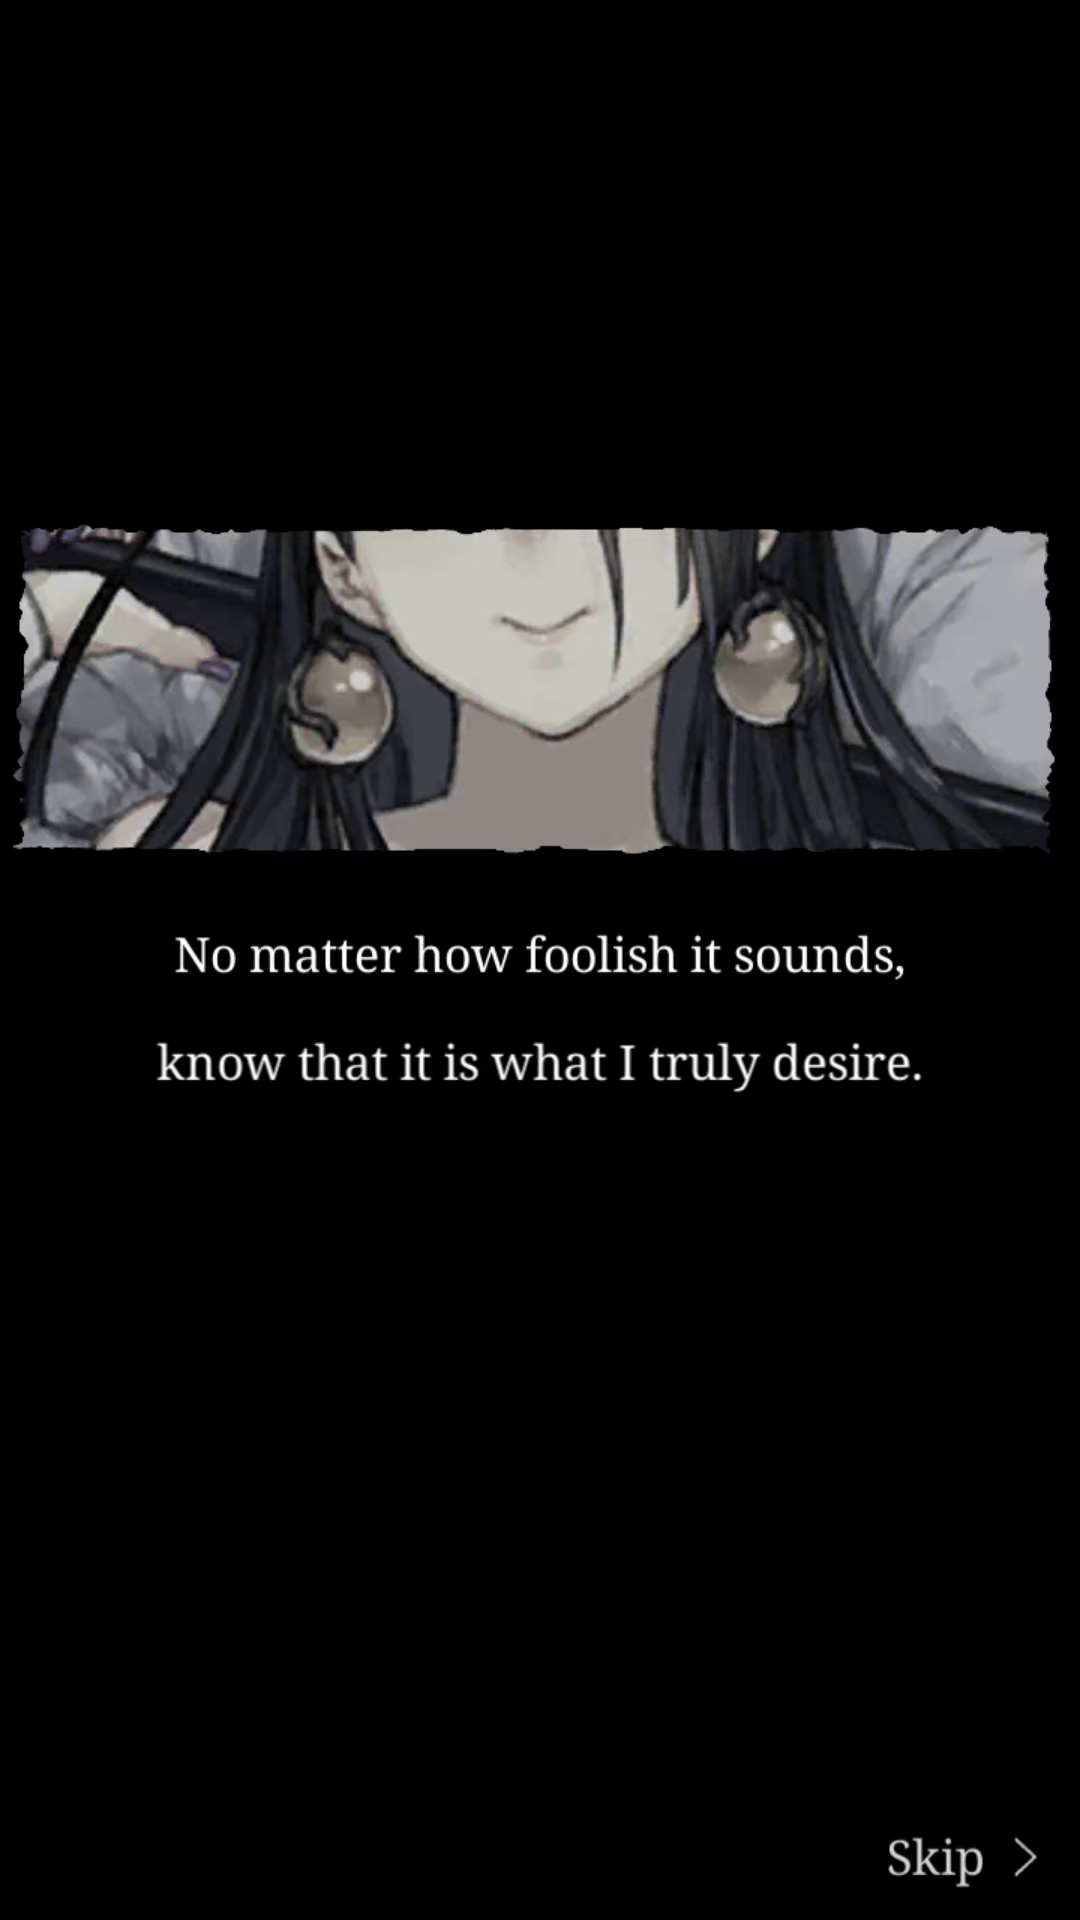 No matter how foolish it sounds,
know that it is what I truly desire.
Skip >